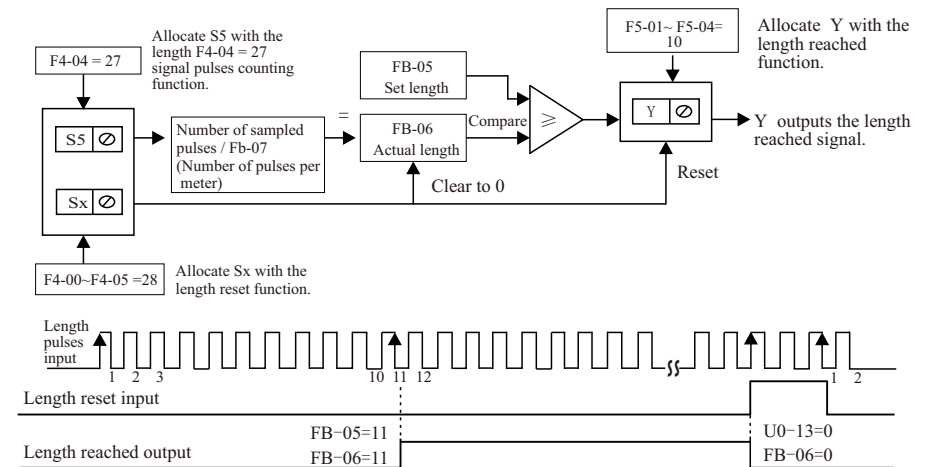 F4-04 = 27
Allocate S5 with the
length F4-04 = 27
signal pulses counting
function.
FB-05
Set length
F5-01~ F5-04=
10
Allocate Y with the
length reached
function.
S5
Number of sampled
pulses / Fb-07
(Number of pulses per
meter)
=
FB-06
Actual length
Compare
≥
Y
Y outputs the length
reached signal.
Sx
Clear to 0
Reset
F4-00~F4-05 =28
Allocate Sx with the
length reset function.
Length
pulses
input
1 2 3 10 11 12 1 2
Length reset input
Length reached output
FB-05=11
FB-06=11
U0-13=0
FB-06=0